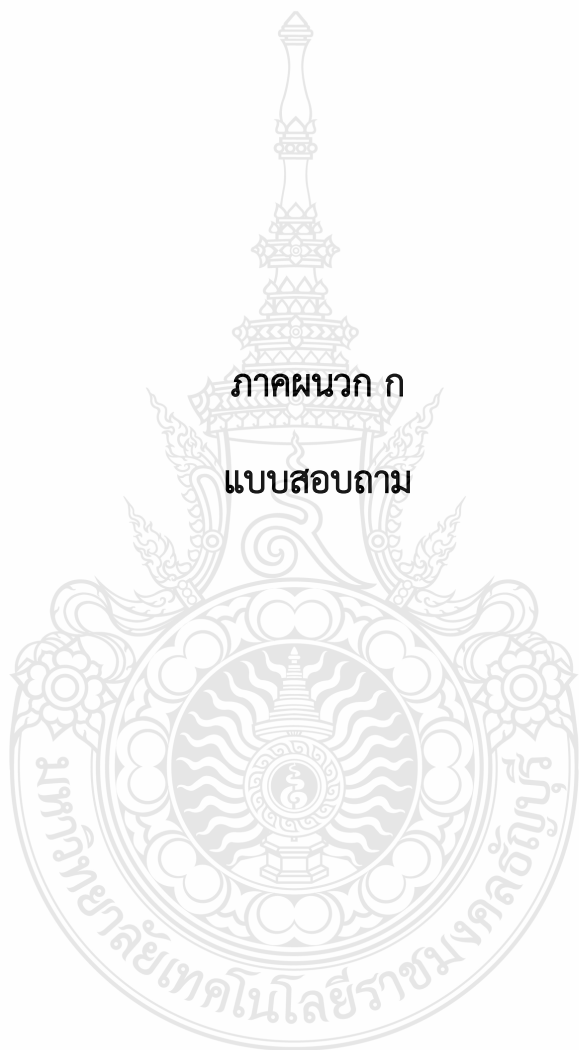 ภาคผนวก ก
แบบสอบถาม
มหาวิทยาลัยเทคโนโลยีราชมงคลธัญบุรี